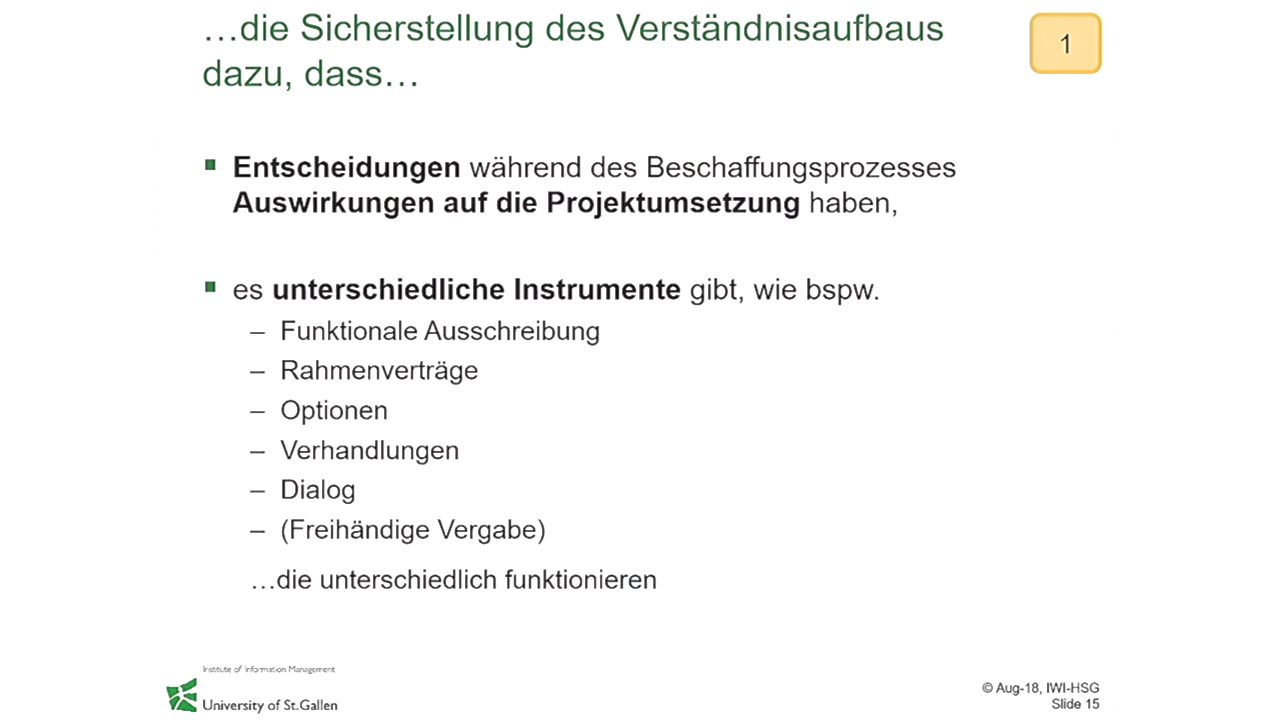 …die Sicherstellung des Verständnisaufbaus
dazu, dass…
1
Entscheidungen während des Beschaffungsprozesses
Auswirkungen auf die Projektumsetzung haben,
es unterschiedliche Instrumente gibt, wie bspw.
– Funktionale Ausschreibung
– Rahmenverträge
– Optionen
– Verhandlungen
– Dialog
– (Freihändige Vergabe)
…die unterschiedlich funktionieren
Institute of Information Management
University of St.Gallen
© Aug-18, IWI-HSG
Slide 15